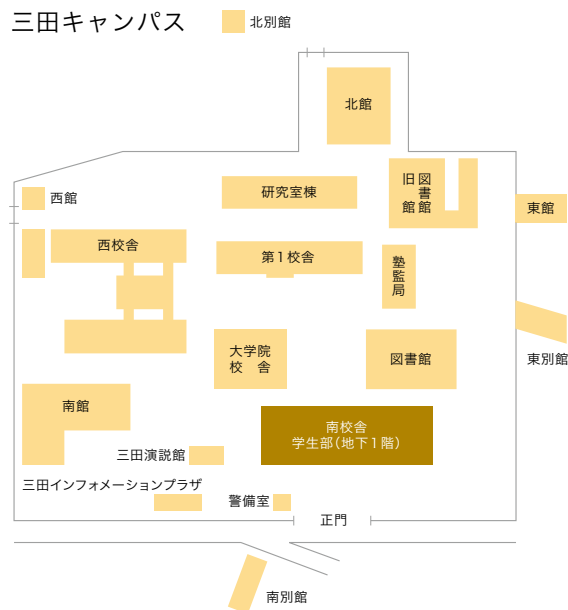 三田キャンパス
北別館
北館
旧図書館
研究室棟
西館
東館
西校舎
第1校舎
塾監局
東別館
大学院
校舎
図書館
南館
南校舎
学生部(地下1階)
三田演説館
三田インフォメーションプラザ
警備室
正門
南別館